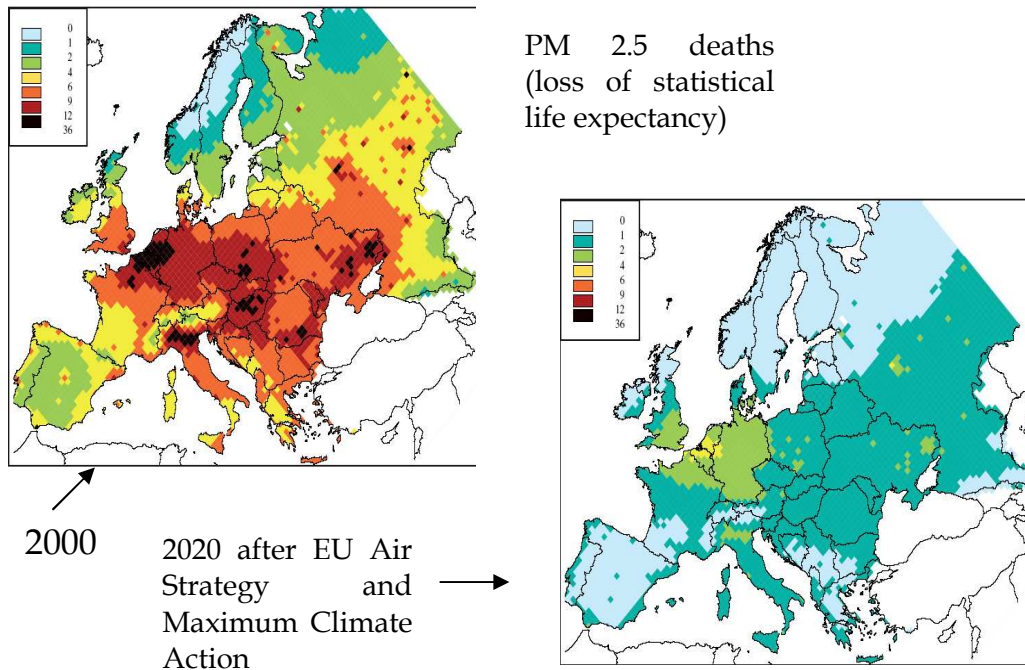 0
1
2
4
6
9
12
36
PM 2.5 deaths
(loss of statistical
life expectancy)
0
1
2
4
6
9
12
36
2000
2020 after EU Air
Strategy and
Maximum Climate
Action